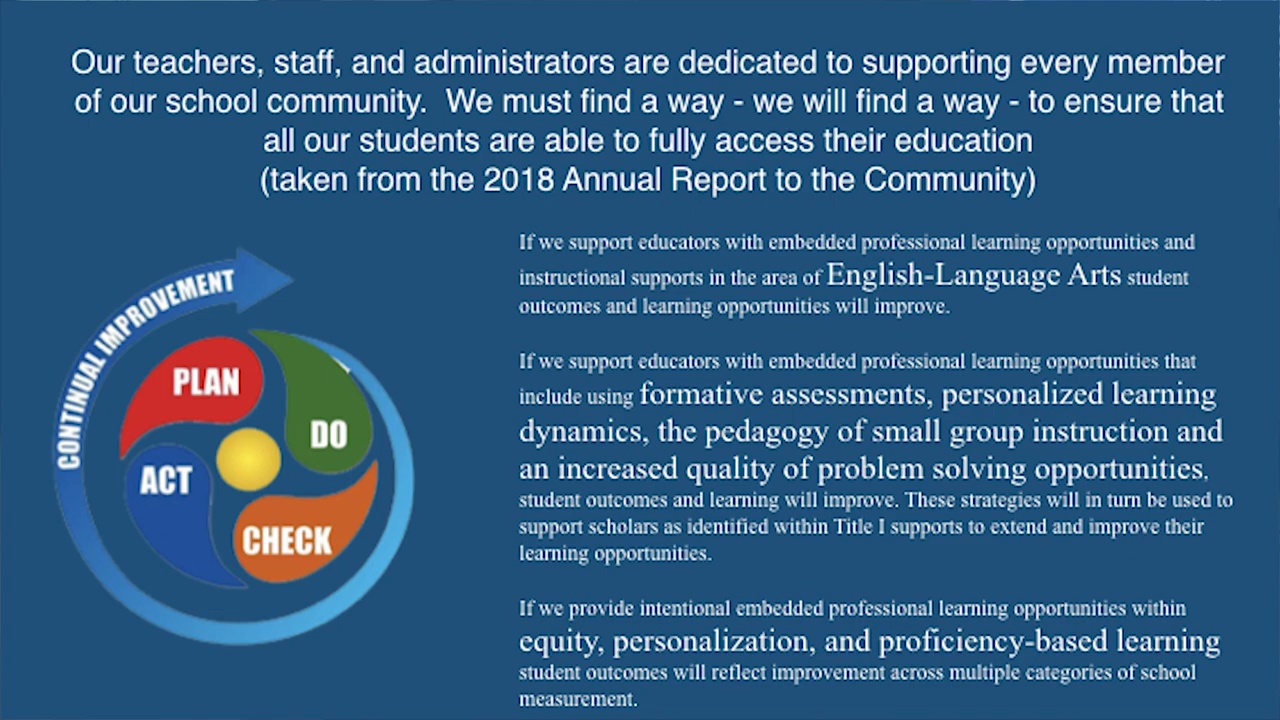 Our teachers, staff, and administrators are dedicated to supporting every member
of our school community.  We must find a way - we will find a way - to ensure that
all our students are able to fully access their education
(taken from the 2018 Annual Report to the Community)
CONTINUAL IMPROVEMENT
PLAN
DO
ACT
CHECK
If we support educators with embedded professional learning opportunities and
instructional supports in the area of English-Language Arts student
outcomes and learning opportunities will improve.
If we support educators with embedded professional learning opportunities that
include using formative assessments, personalized learning
dynamics, the pedagogy of small group instruction and
an increased quality of problem solving opportunities,
student outcomes and learning will improve. These strategies will in turn be used to
support scholars as identified within Title I supports to extend and improve their
learning opportunities.
If we provide intentional embedded professional learning opportunities within
equity, personalization, and proficiency-based learning
student outcomes will reflect improvement across multiple categories of school
measurement.